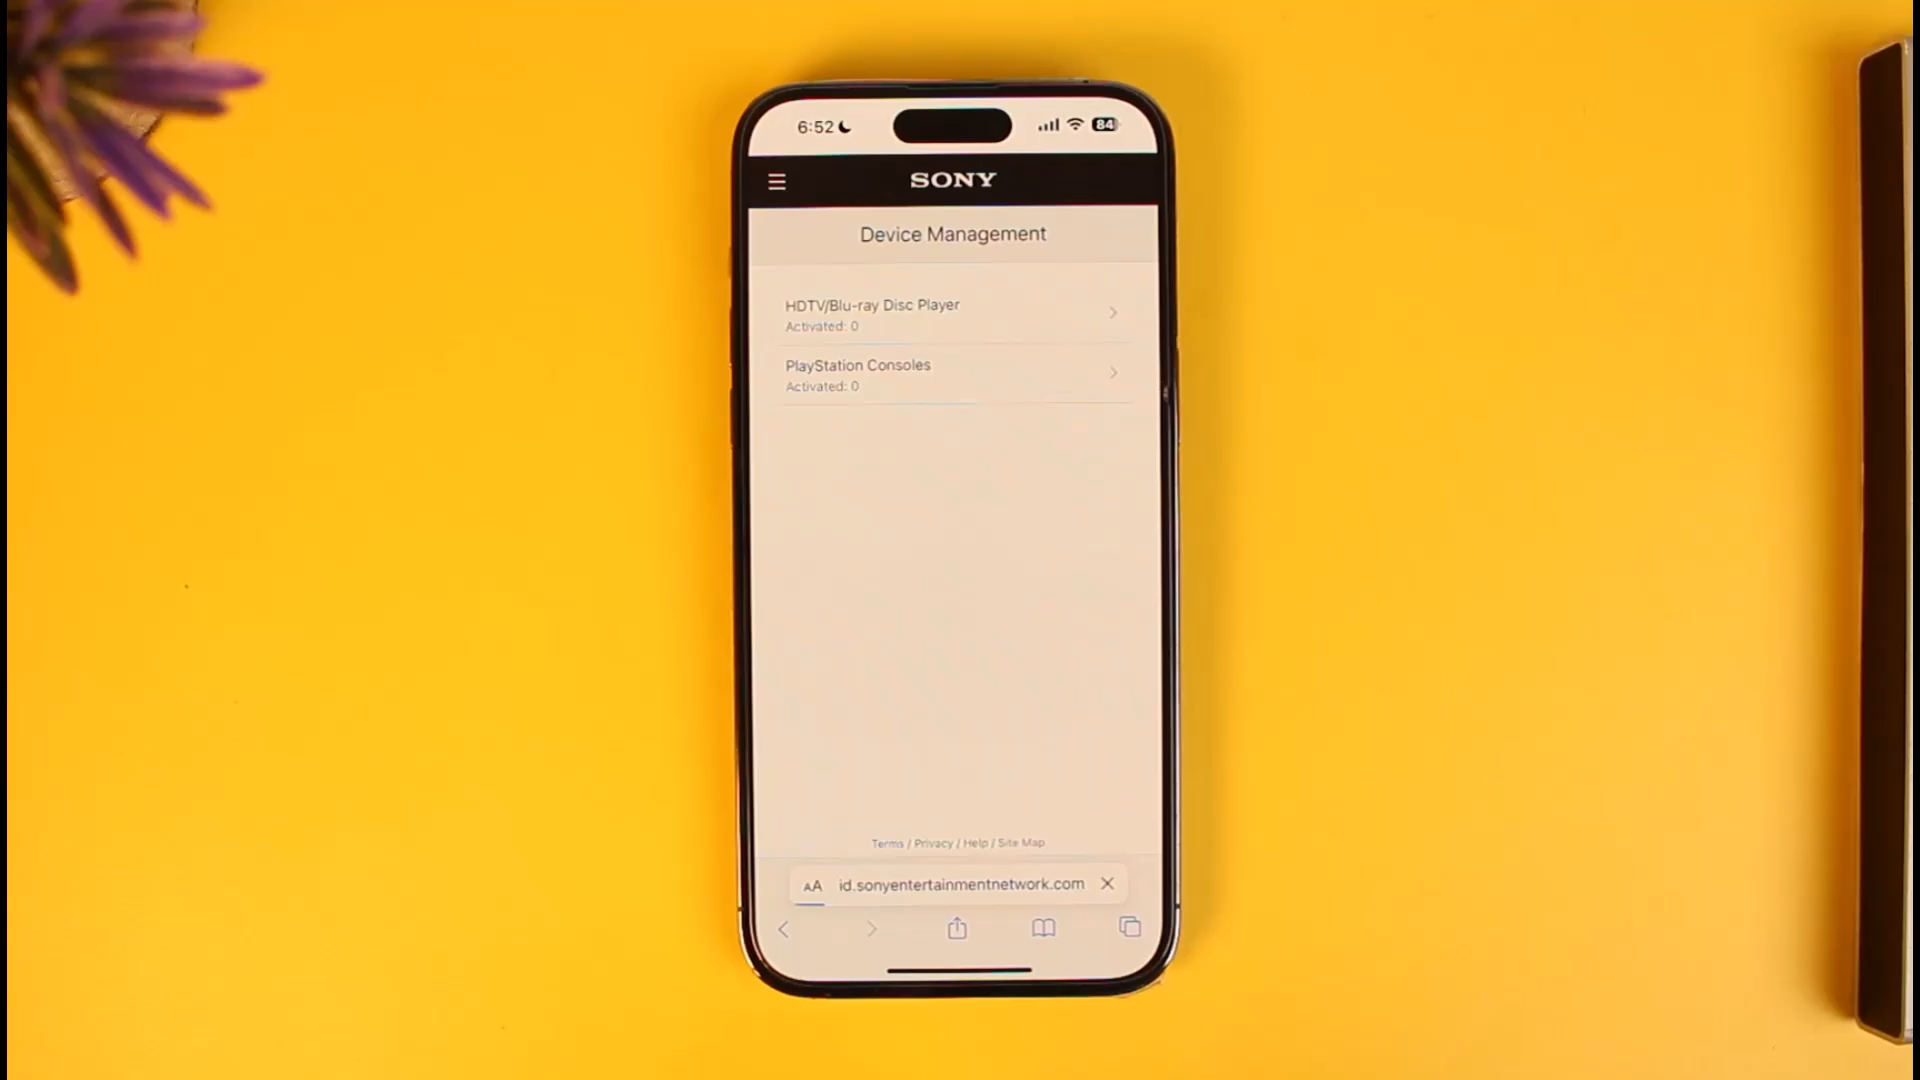 6:52
84
SONY
Device Management
HDTV/Blu-ray Disc Player
Activated: 0
PlayStation Consoles
Activated: 0
Terms / Privacy / Help / Site Map
AA id.sonyentertainmentnetwork.com